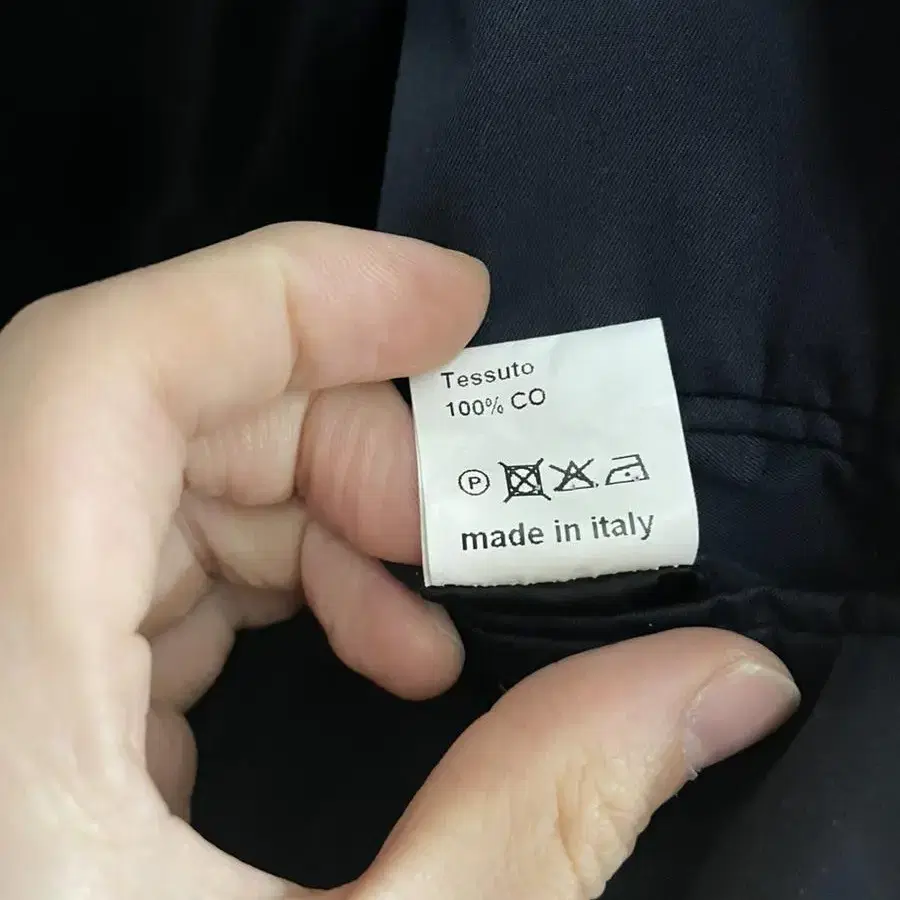 Tessuto
100% CO
P
made in italy